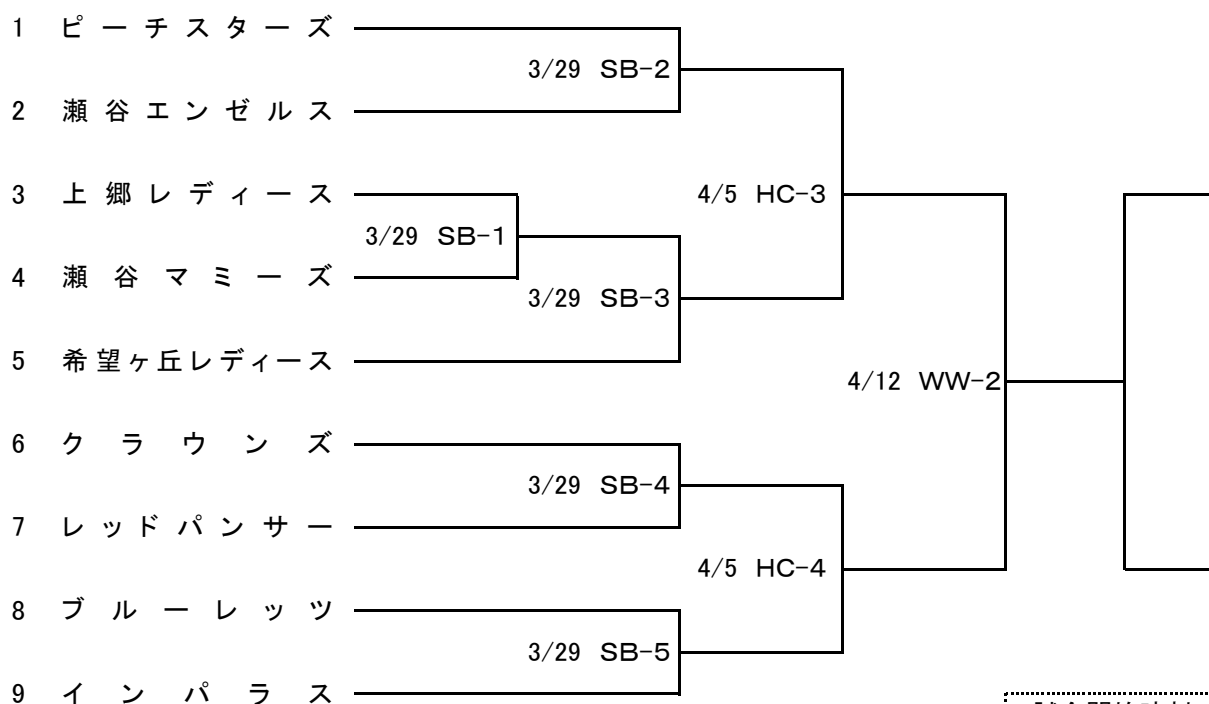 1 ピーチスターズ
3/29 SB-2
2 瀬谷エンゼルス
3 上郷レディース
4/5 HC-3
3/29 SB-1
4 瀬谷マミーズ
3/29 SB-3
5 希望ヶ丘レディース
4/12 WW-2
6 クラウンズ
3/29 SB-4
7 レッドパンサー
4/5 HC-4
8 ブルーレッツ
3/29 SB-5
9 インパラス